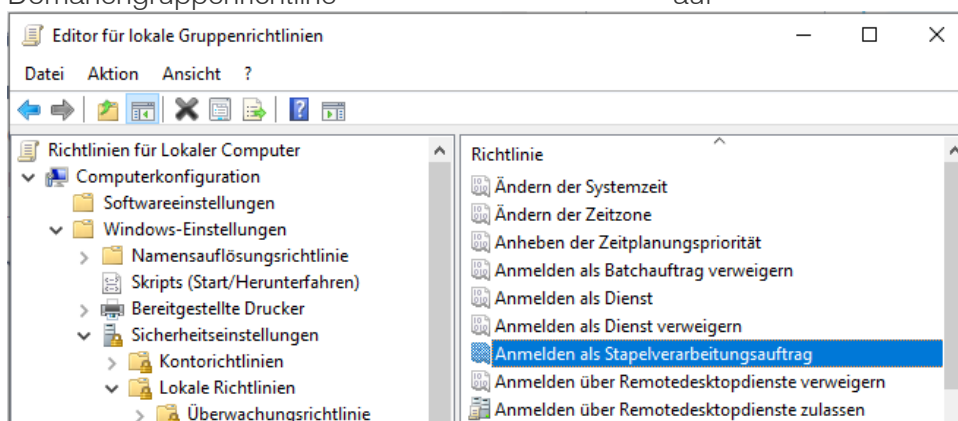 Domänengruppenrichtlinie auf
Editor für lokale Gruppenrichtlinien
Datei Aktion Ansicht ?
Richtlinien für Lokaler Computer
Computerkonfiguration
Softwareeinstellungen
Windows-Einstellungen
Namensauflösungsrichtlinie
Skripts (Start/Herunterfahren)
Bereitgestellte Drucker
Sicherheitseinstellungen
Kontorichtlinien
Lokale Richtlinien
Überwachungsrichtlinie
Richtlinie
Ändern der Systemzeit
Ändern der Zeitzone
Anheben der Zeitplanungspriorität
Anmelden als Batchauftrag verweigern
Anmelden als Dienst
Anmelden als Dienst verweigern
Anmelden als Stapelverarbeitungsauftrag
Anmelden über Remotedesktopdienste verweigern
Anmelden über Remotedesktopdienste zulassen